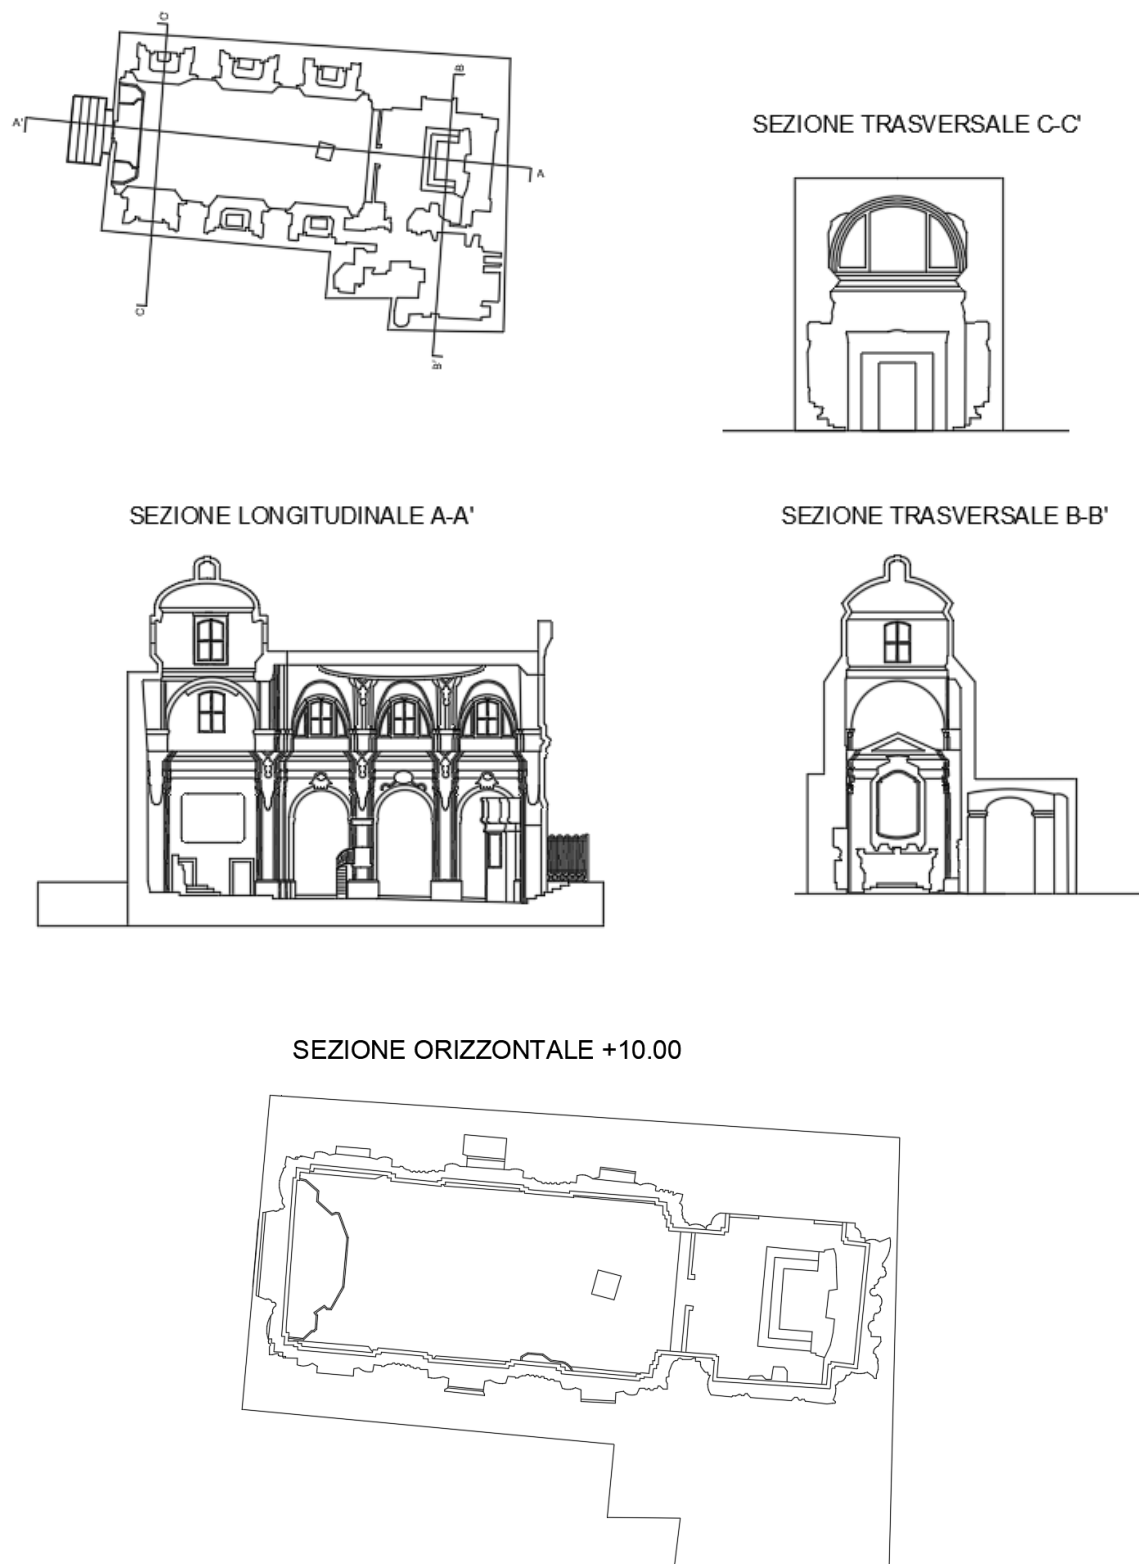 C'
B
A'
A
C
B'
SEZIONE TRASVERSALE C-C'
SEZIONE LONGITUDINALE A-A'
SEZIONE TRASVERSALE B-B'
SEZIONE ORIZZONTALE +10.00